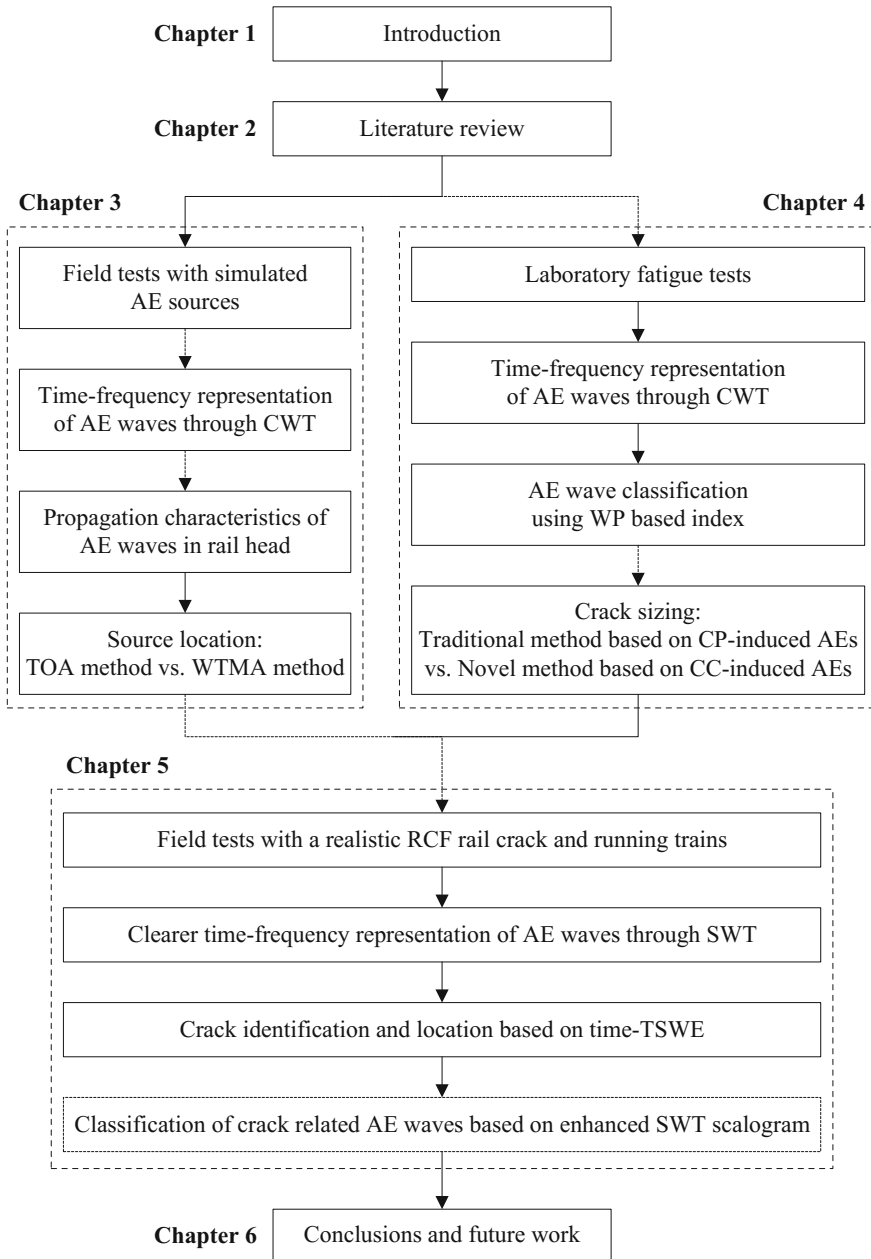 Chapter 1
Introduction
Chapter 2
Literature review
Chapter 3
Field tests with simulated
AE sources
Time-frequency representation
of AE waves through CWT
Propagation characteristics of
AE waves in rail head
Source location:
TOA method vs. WTMA method
Chapter 4
Laboratory fatigue tests
Time-frequency representation
of AE waves through CWT
AE wave classification
using WP based index
Crack sizing:
Traditional method based on CP-induced AEs
vs. Novel method based on CC-induced AEs
Chapter 5
Field tests with a realistic RCF rail crack and running trains
Clearer time-frequency representation of AE waves through SWT
Crack identification and location based on time-TSWE
Classification of crack related AE waves based on enhanced SWT scalogram
Chapter 6
Conclusions and future work